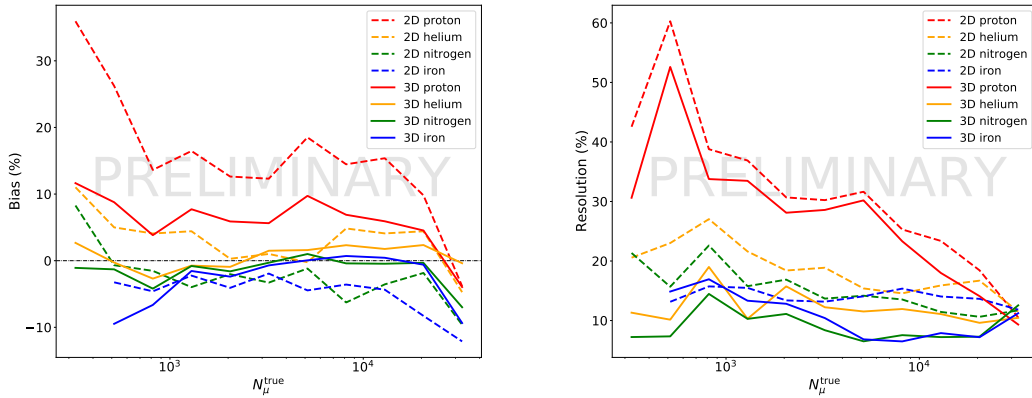 2D proton
2D helium
2D nitrogen
2D iron
3D proton
3D helium
3D nitrogen
3D iron
30
20
10
0
−10
Bias (%)
10³
10⁴
N_μ^true
PRELIMINARY
2D proton
2D helium
2D nitrogen
2D iron
3D proton
3D helium
3D nitrogen
3D iron
60
50
40
30
20
10
Resolution (%)
10³
10⁴
N_μ^true
PRELIMINARY